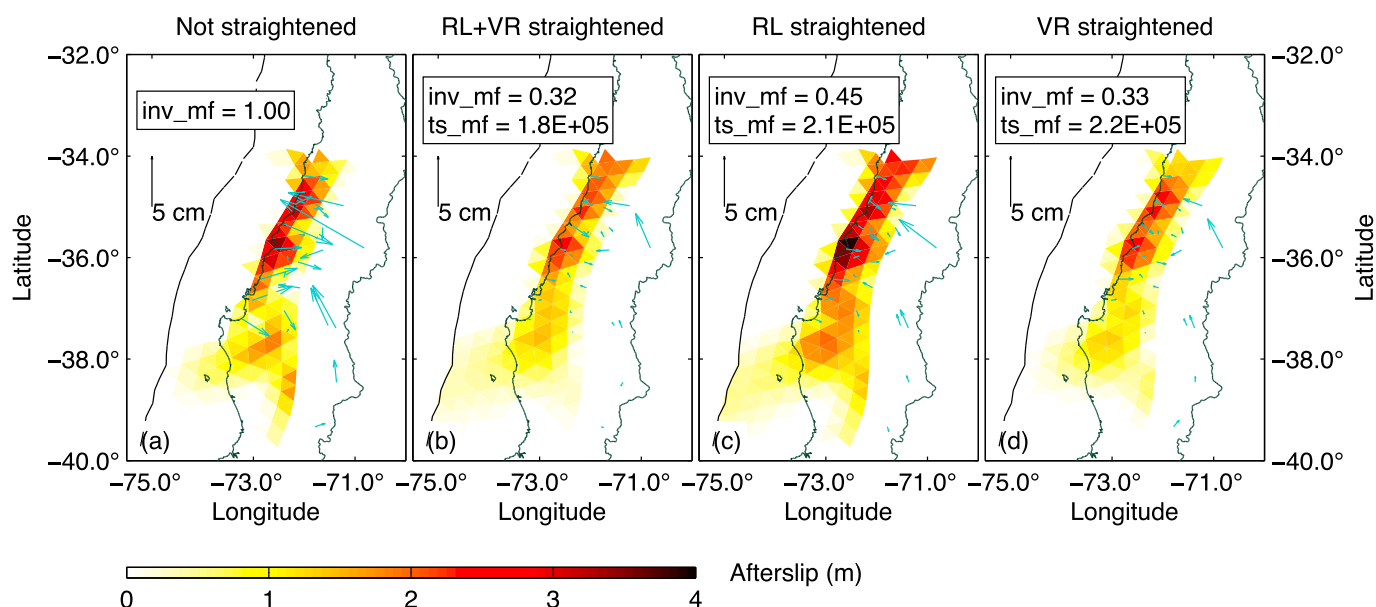 Not straightened
RL+VR straightened
RL straightened
VR straightened
−32.0°
−34.0°
−36.0°
−38.0°
−40.0°
Latitude
inv_mf = 1.00
5 cm
(a)
inv_mf = 0.32
ts_mf = 1.8E+05
5 cm
(b)
inv_mf = 0.45
ts_mf = 2.1E+05
5 cm
(c)
inv_mf = 0.33
ts_mf = 2.2E+05
5 cm
(d)
−32.0°
−34.0°
−36.0°
−38.0°
−40.0°
Latitude
−75.0° −73.0° −71.0°
−75.0° −73.0° −71.0°
−75.0° −73.0° −71.0°
−75.0° −73.0° −71.0°
Longitude
Longitude
Longitude
Longitude
Afterslip (m)
0 1 2 3 4